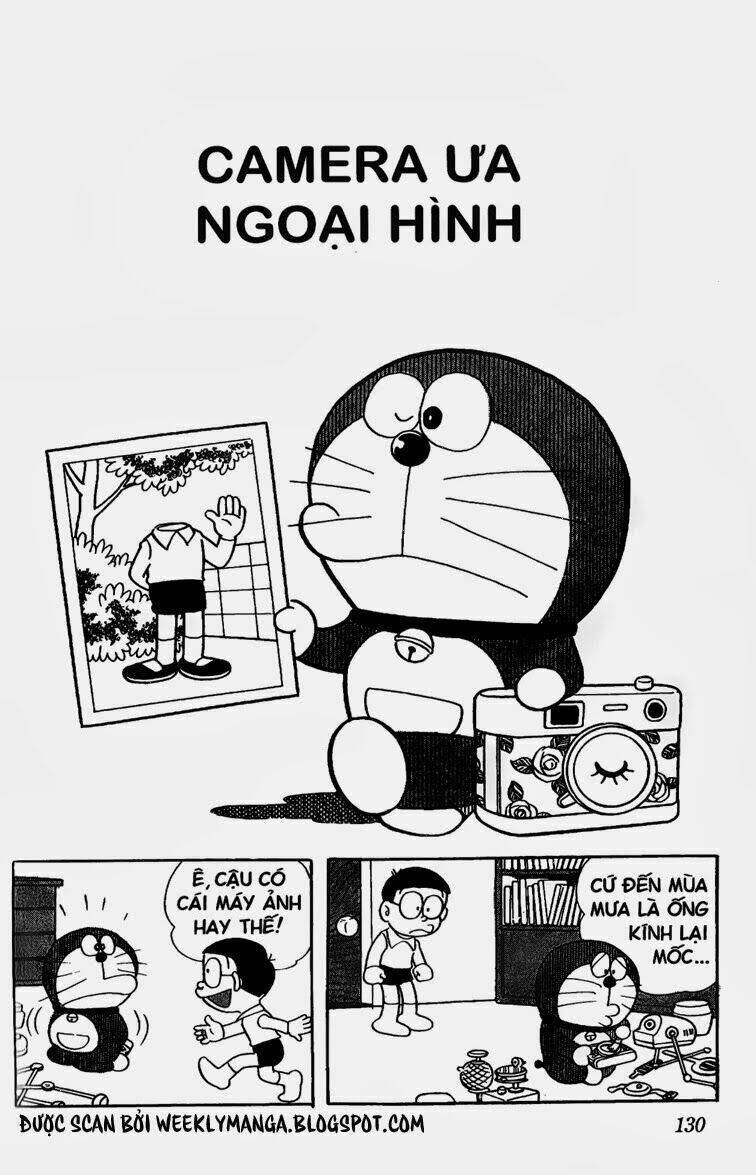 CAMERA ƯA
NGOẠI HÌNH
CỨ ĐẾN MÙA
MƯA LÀ ỐNG
KÍNH LẠI
MỐC...
Ê, CẬU CÓ
CÁI MÁY ẢNH
HAY THẾ!
ĐƯỢC SCAN BỞI WEEKLYMANGA.BLOGSPOT.COM
130